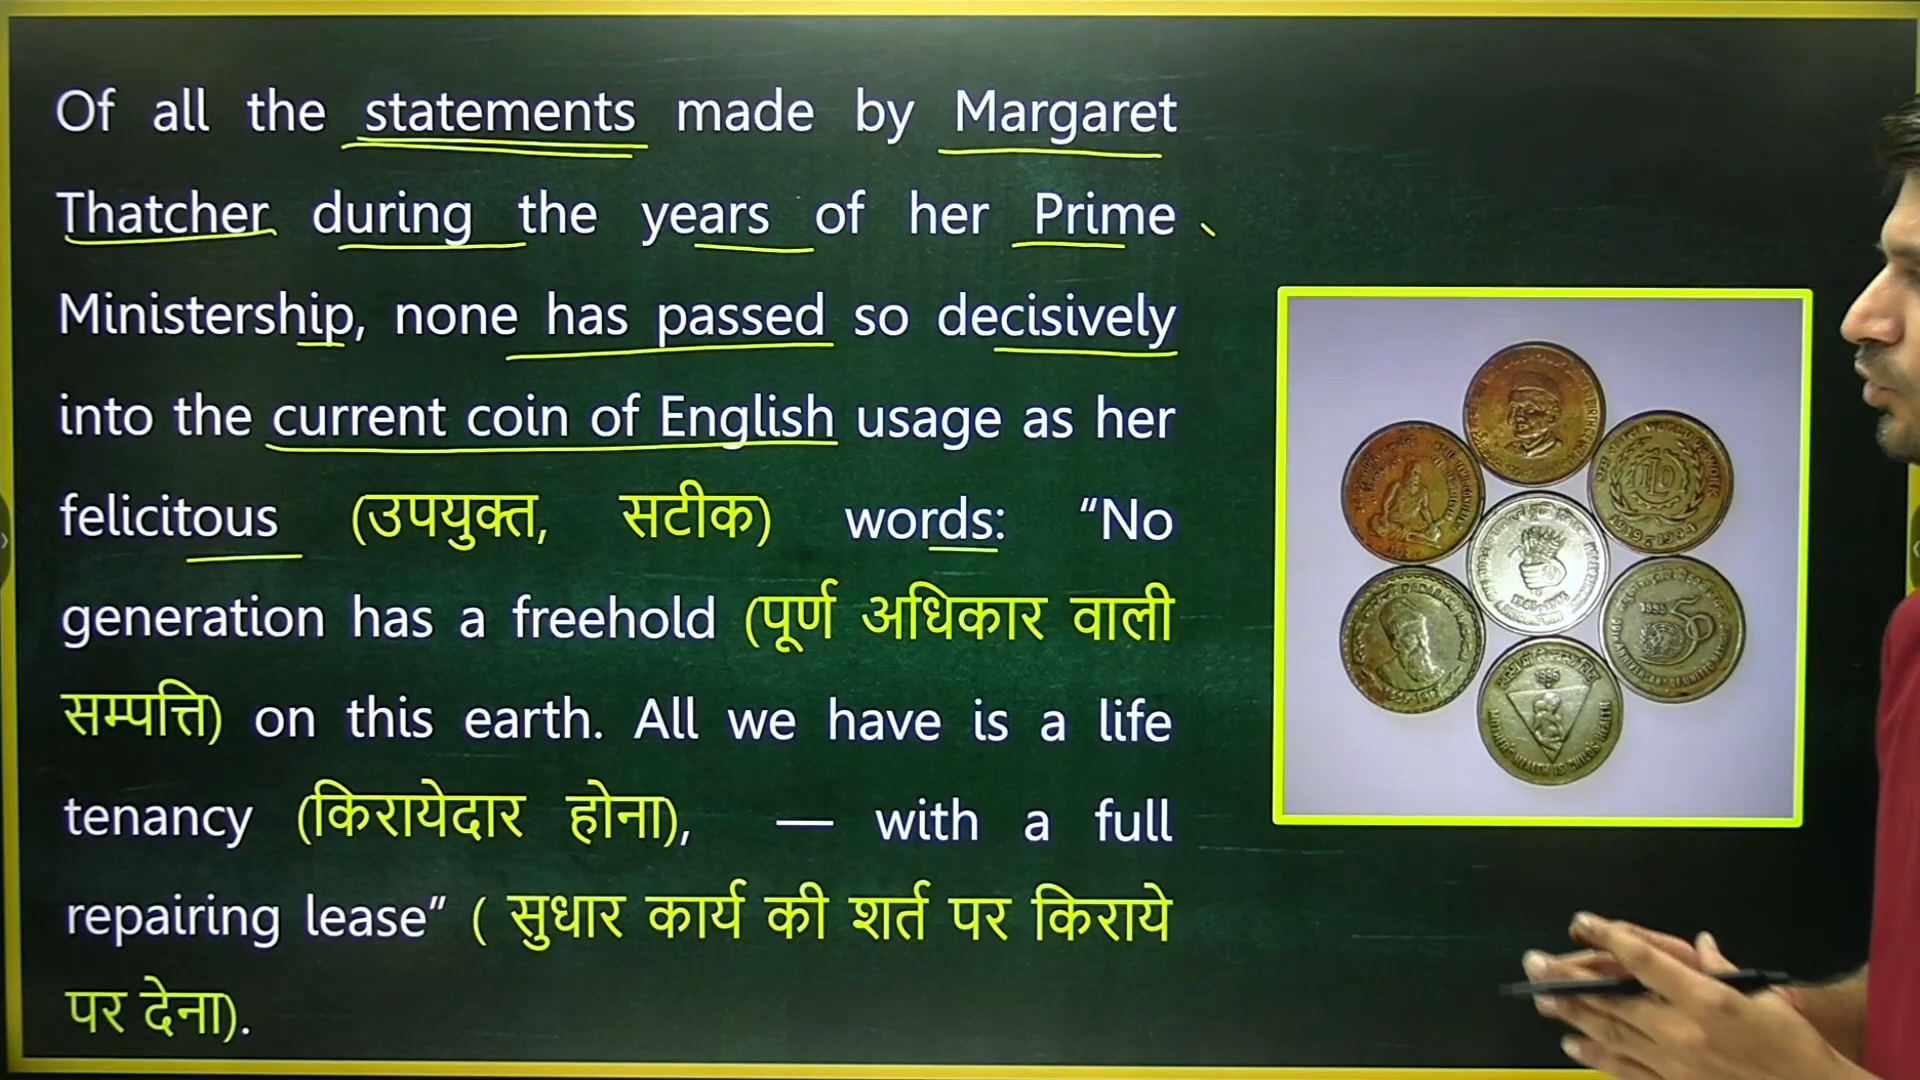 Of all the statements made by Margaret
Thatcher during the years of her Prime
Ministership, none has passed so decisively
into the current coin of English usage as her
felicitous (उपयुक्त, सटीक) words: “No
generation has a freehold (पूर्ण अधिकार वाली
सम्पत्ति) on this earth. All we have is a life
tenancy (किरायेदार होना), — with a full
repairing lease” ( सुधार कार्य की शर्त पर किराये
पर देना).